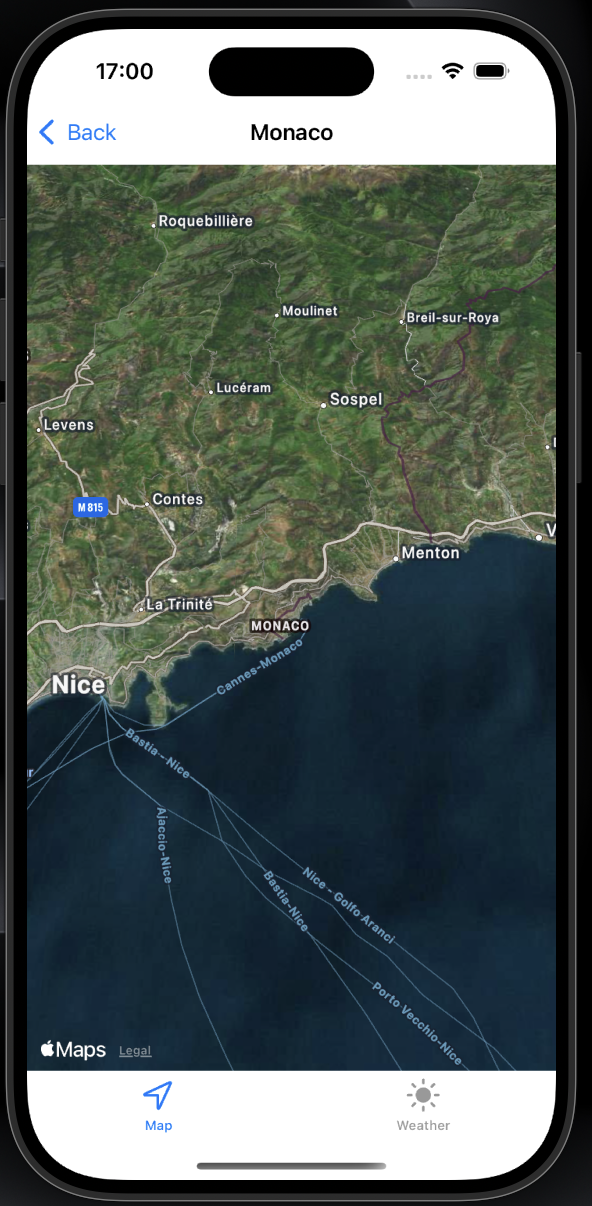 17:00
Back
Monaco
Roquebillière
Moulinet
Breil-sur-Roya
Lucéram
Sospel
Levens
Contes
M 815
Menton
La Trinité
MONACO
Nice
Cannes-Monaco
Bastia - Nice
Ajaccio-Nice
Bastia-Nice
Nice - Golfo Aranci
Porto Vecchio-Nice
Maps
Legal
Map
Weather